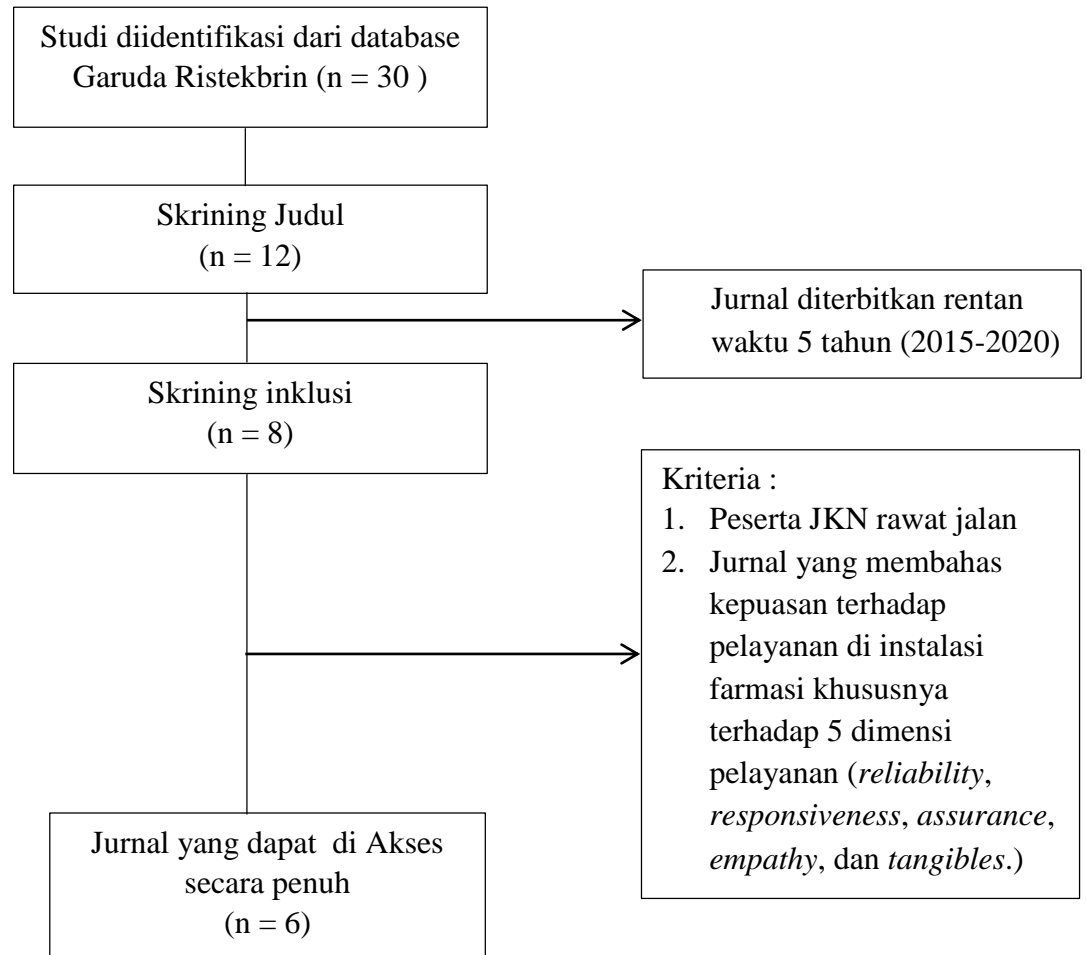 Studi diidentifikasi dari database
Garuda Ristekbrin (n = 30 )
Skrining Judul
(n = 12)
Jurnal diterbitkan rentan
waktu 5 tahun (2015-2020)
Skrining inklusi
(n = 8)
Kriteria :
1. Peserta JKN rawat jalan
2. Jurnal yang membahas
kepuasan terhadap
pelayanan di instalasi
farmasi khususnya
terhadap 5 dimensi
pelayanan (reliability,
responsiveness, assurance,
empathy, dan tangibles.)
Jurnal yang dapat  di Akses
secara penuh
(n = 6)